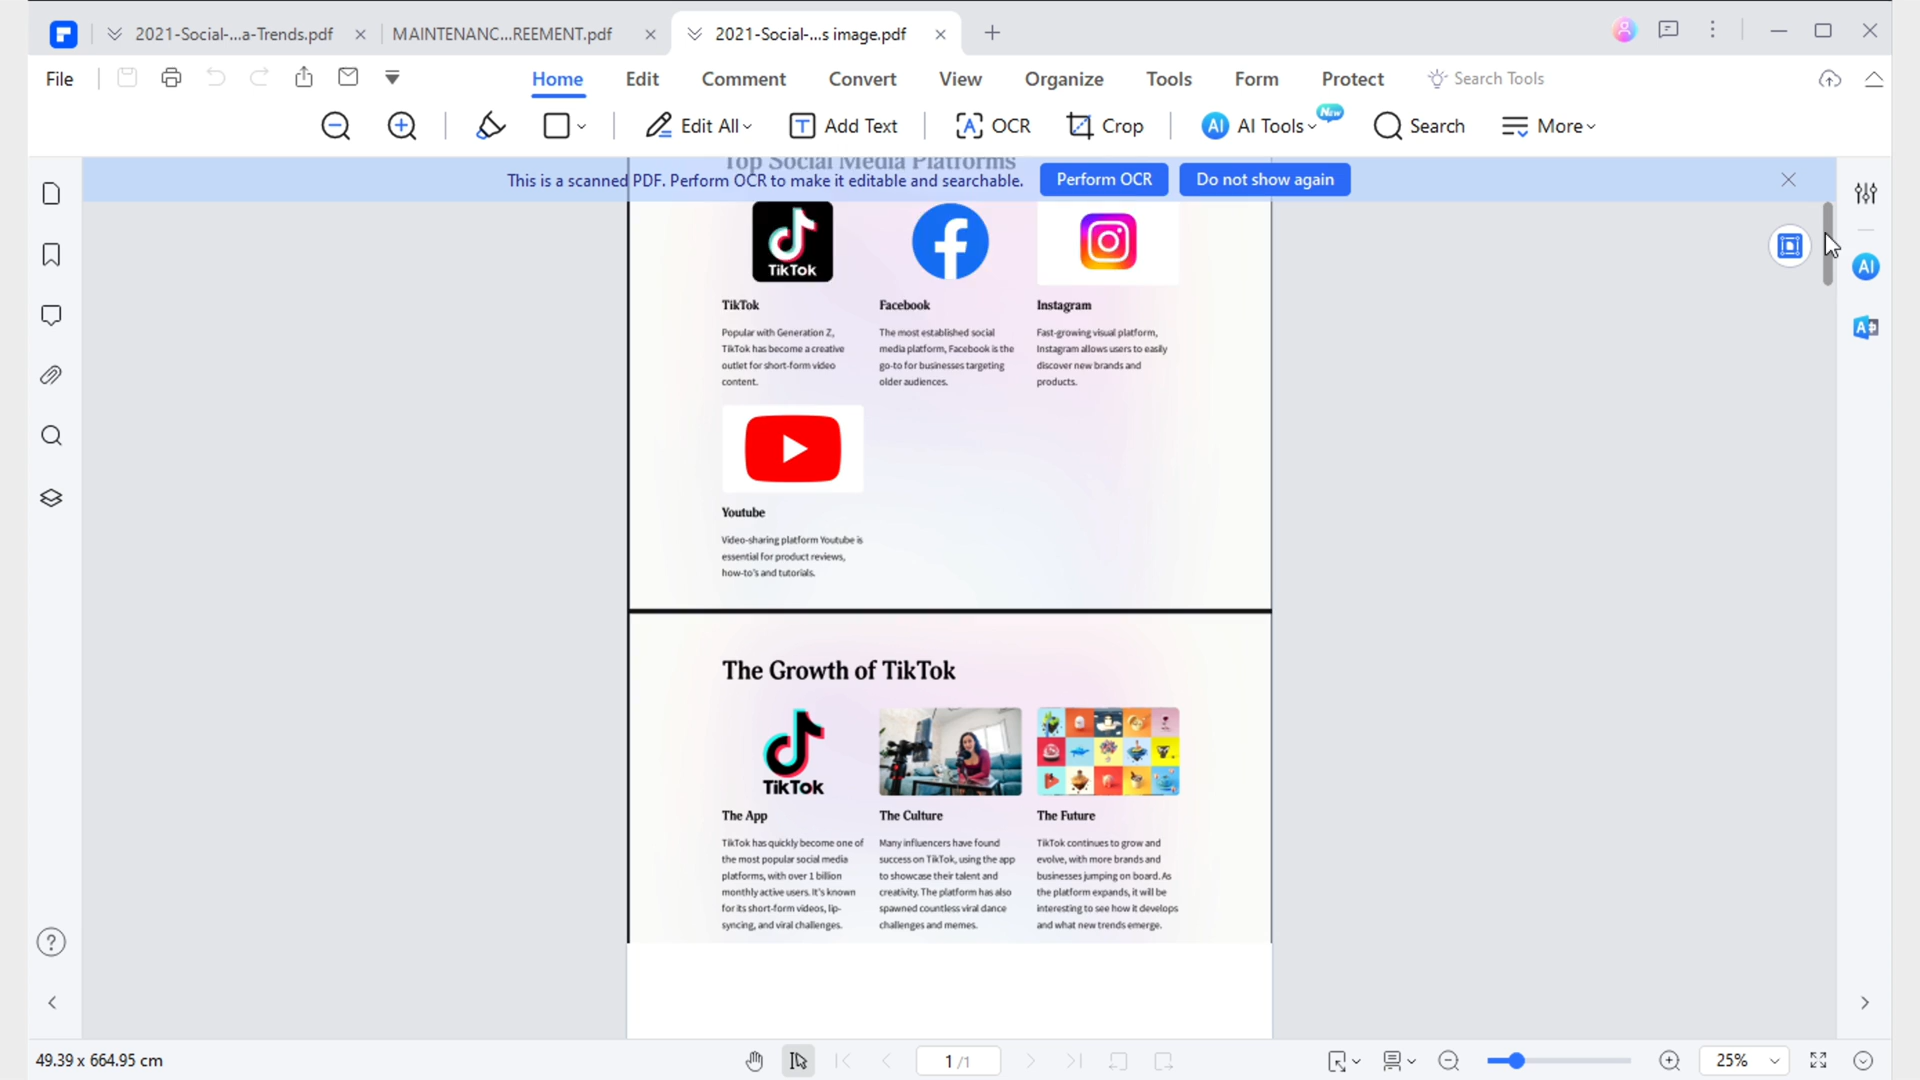 2021-Social-...a-Trends.pdf
MAINTENANC...REEMENT.pdf
2021-Social-...s image.pdf
File
Home
Edit
Comment
Convert
View
Organize
Tools
Form
Protect
Search Tools
Edit All
Add Text
OCR
Crop
AI
AI Tools
New
Search
More
Top Social Media Platforms
This is a scanned PDF. Perform OCR to make it editable and searchable.
Perform OCR
Do not show again
TikTok
TikTok
Popular with Generation Z,
TikTok has become a creative
outlet for short-form video
content.
Facebook
The most established social
media platform, Facebook is the
go-to for businesses targeting
older audiences.
Instagram
Fast-growing visual platform,
Instagram allows users to easily
discover new brands and
products.
Youtube
Video-sharing platform Youtube is
essential for product reviews,
how-to's and tutorials.
The Growth of TikTok
TikTok
The App
TikTok has quickly become one of
the most popular social media
platforms, with over 1 billion
monthly active users. It's known
for its short-form videos, lip-
syncing, and viral challenges.
The Culture
Many influencers have found
success on TikTok, using the app
to showcase their talent and
creativity. The platform has also
spawned countless viral dance
challenges and memes.
The Future
TikTok continues to grow and
evolve, with more brands and
businesses jumping on board. As
the platform expands, it will be
interesting to see how it develops
and what new trends emerge.
AI
49.39 x 664.95 cm
1 /1
25%